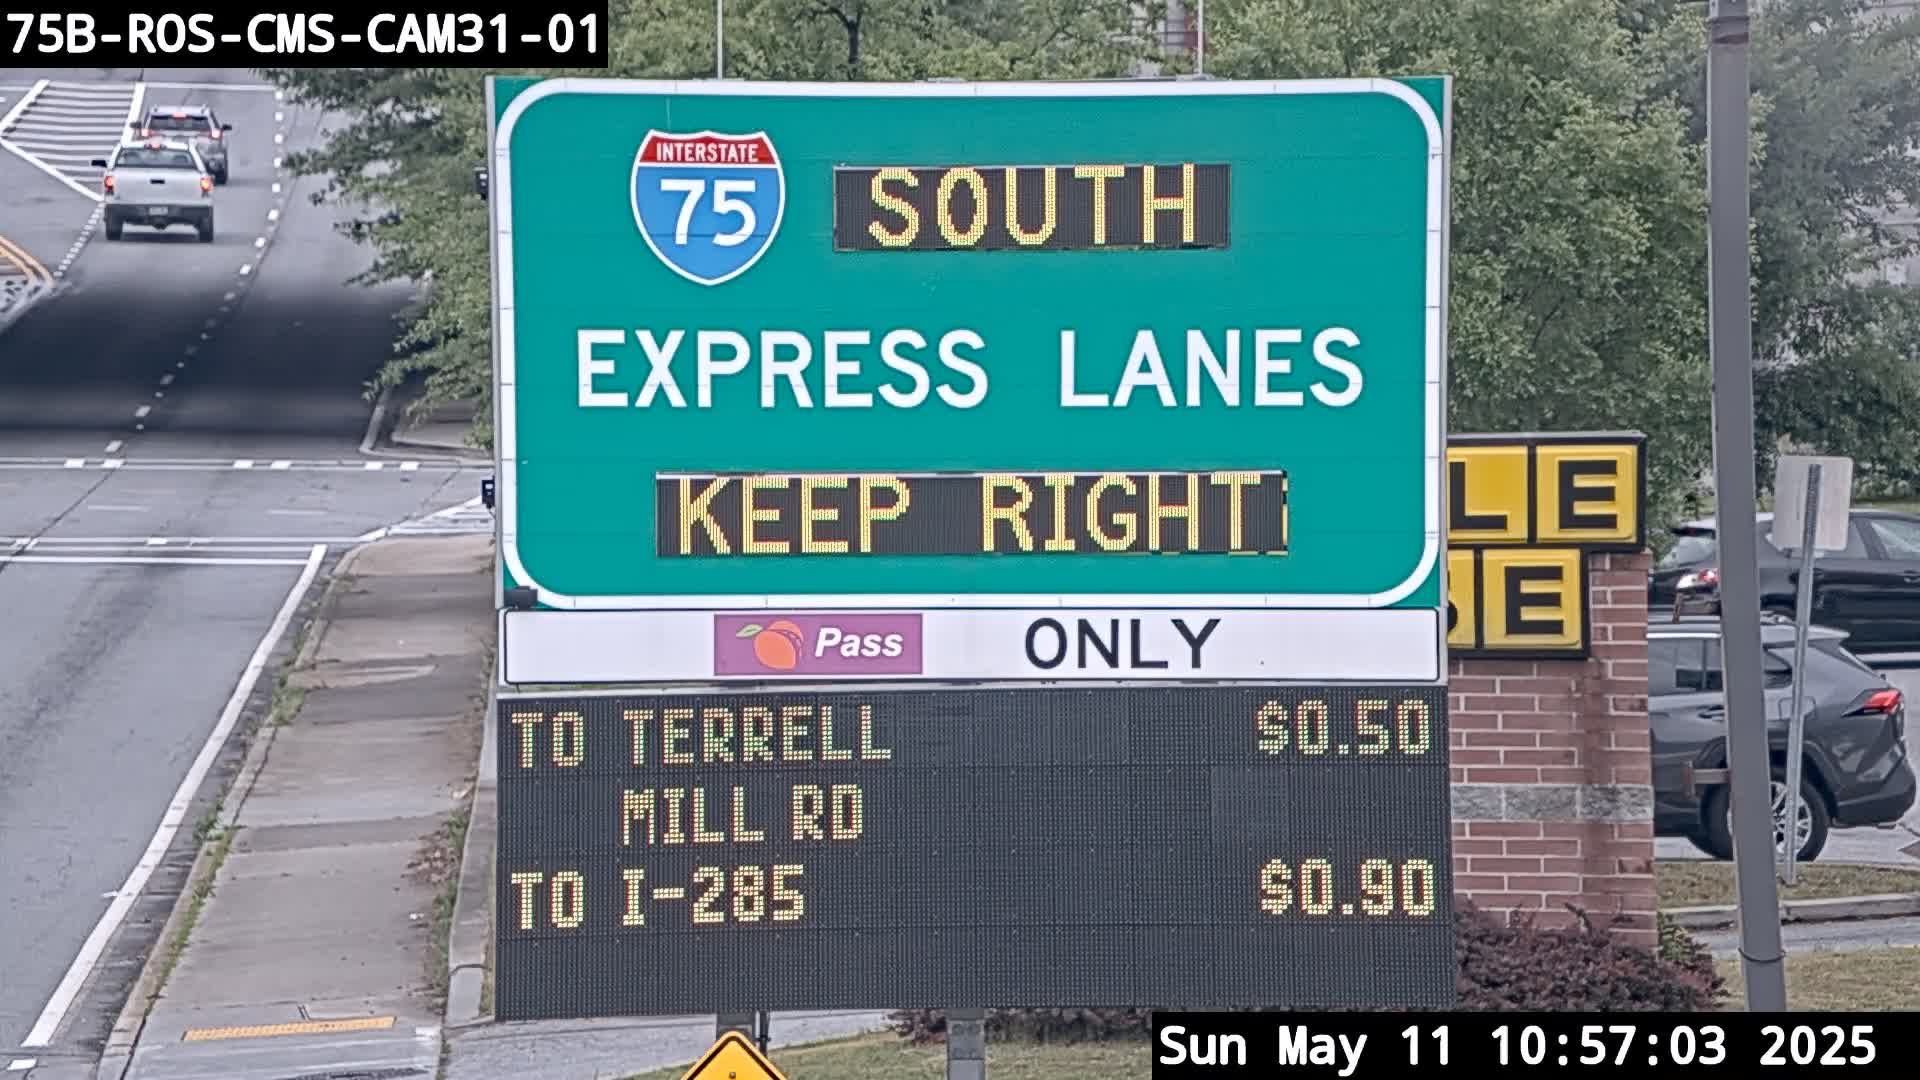 75B-ROS-CMS-CAM31-01
INTERSTATE
75
SOUTH
EXPRESS LANES
KEEP RIGHT
Pass ONLY
TO TERRELL $0.50
MILL RD
TO I-285 $0.90
LE
E
Sun May 11 10:57:03 2025